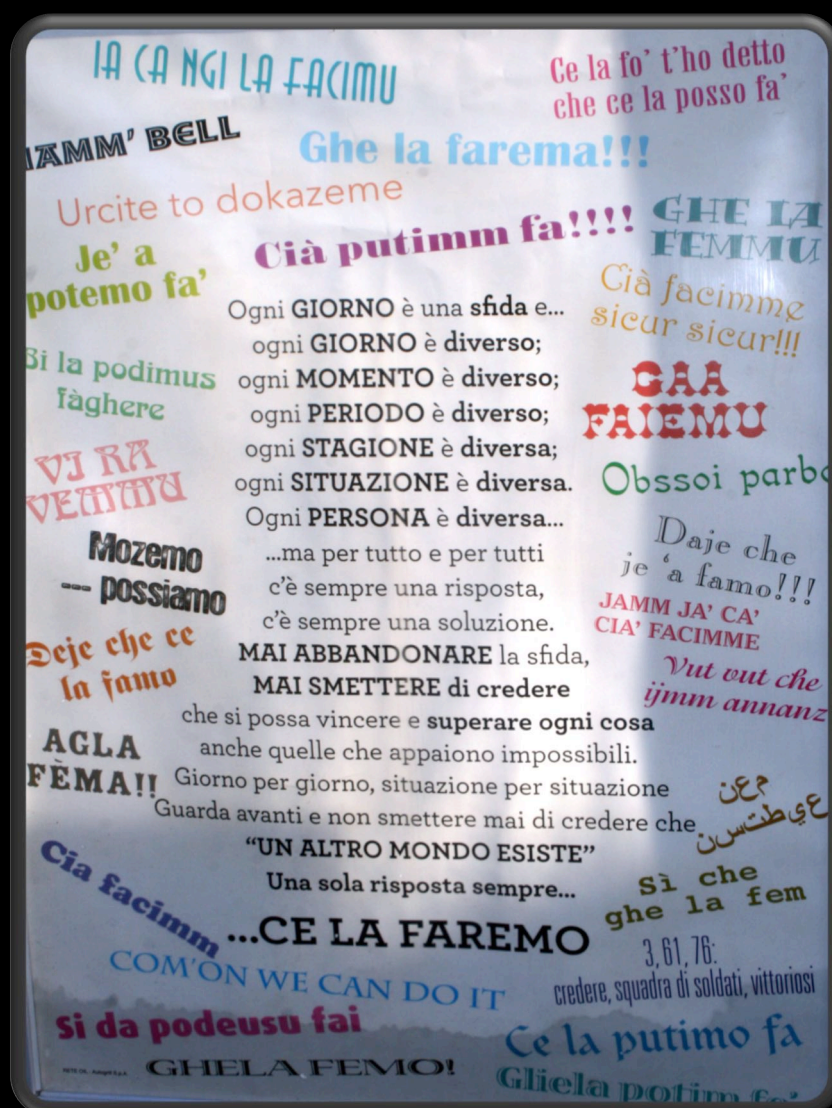 IA CA NGI LA FACIMU
Ce la fo' t'ho detto
che ce la posso fa'
IAMM' BELL
Ghe la farema!!!
Urcite to dokazeme
GHE LA
FEMMU
Je' a
potemo fa'
Cià putimm fa!!!!
Cià facimme
sicur sicur!!!
Ogni GIORNO è una sfida e...
ogni GIORNO è diverso;
Si la podimus
fàghere
ogni MOMENTO è diverso;
GAA
FAIEMU
ogni PERIODO è diverso;
ogni STAGIONE è diversa;
VI RA
VEMMU
ogni SITUAZIONE è diversa.
Obssoi parbo
Ogni PERSONA è diversa...
Mozemo
--- possiamo
...ma per tutto e per tutti
Daje che
je 'a famo!!!
c'è sempre una risposta,
c'è sempre una soluzione.
JAMM JA' CA'
CIA' FACIMME
Deje che ce
la famo
MAI ABBANDONARE la sfida,
MAI SMETTERE di credere
Vut vut che
ijmm annanz
che si possa vincere e superare ogni cosa
AGLA
FÈMA!!
anche quelle che appaiono impossibili.
Giorno per giorno, situazione per situazione
معن
عيطتسن
Guarda avanti e non smettere mai di credere che
"UN ALTRO MONDO ESISTE"
Cia facimm
Una sola risposta sempre...
Sì che
ghe la fem
...CE LA FAREMO
3, 61, 76:
credere, squadra di soldati, vittoriosi
COM'ON WE CAN DO IT
Si da podeusu fai
Ce la putimo fa
GHELA FEMO!
Gliela potim fa'